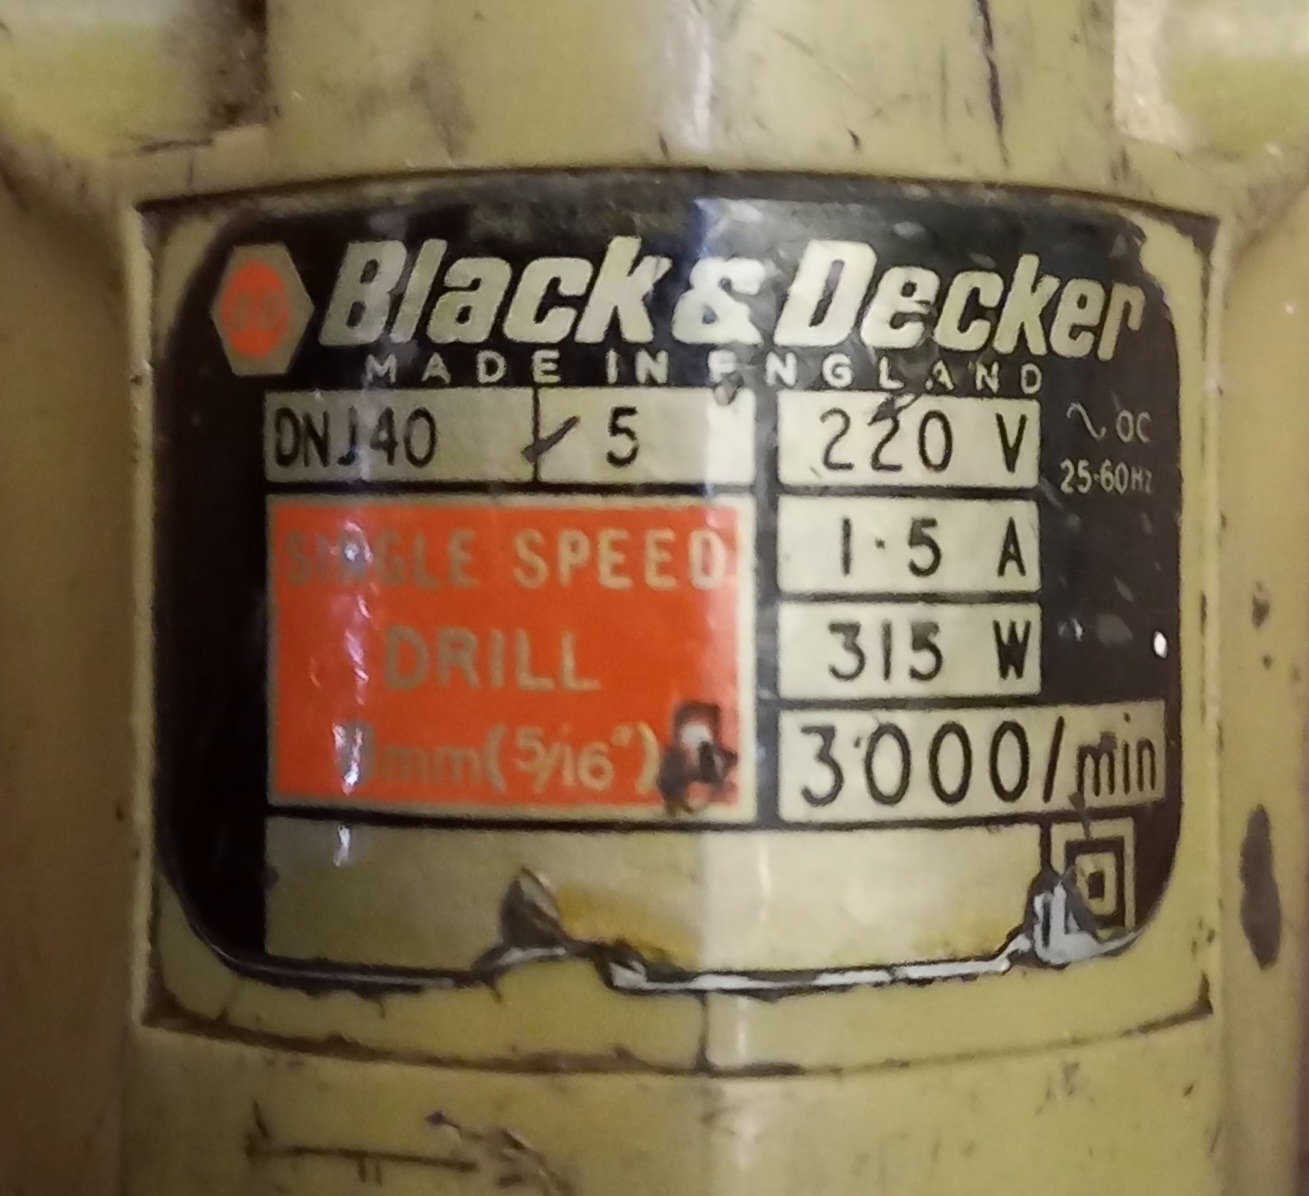 Black & Decker
MADE IN ENGLAND
DNJ40 5
220 V ~ DC
25-60HZ
SINGLE SPEED
DRILL
8mm (5/16")
1·5 A
315 W
3000/min